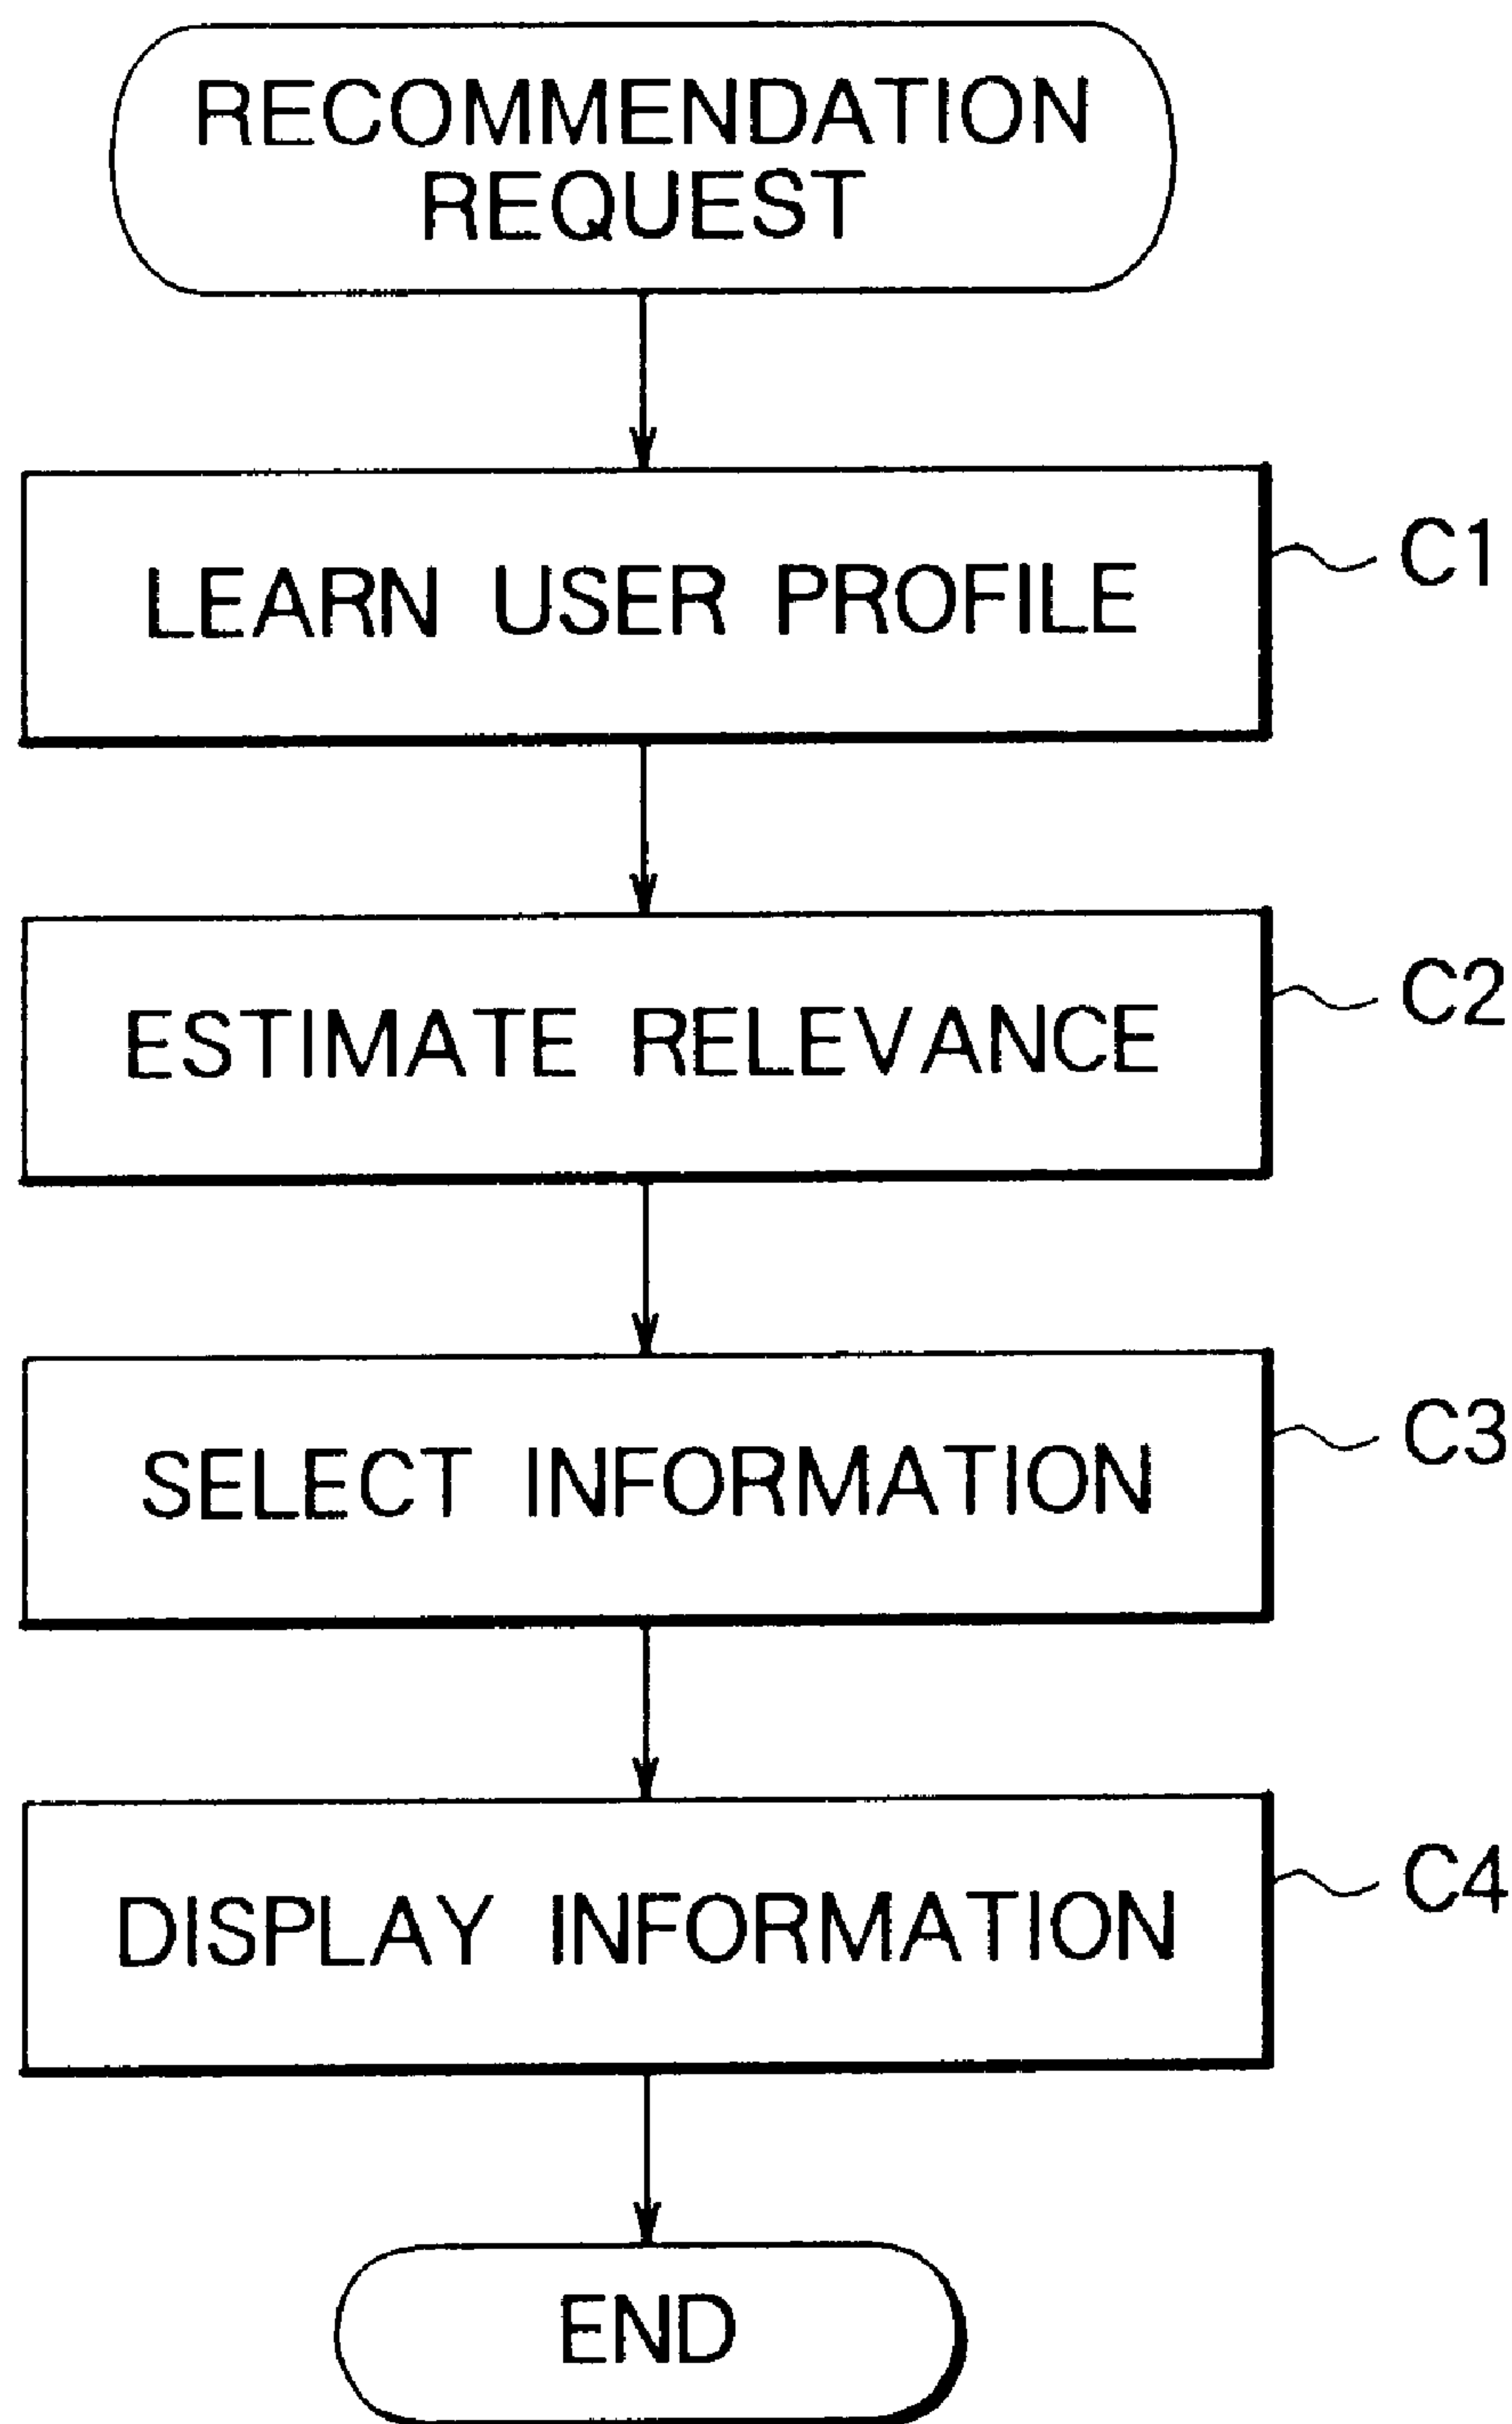 RECOMMENDATION
REQUEST
LEARN USER PROFILE
C1
ESTIMATE RELEVANCE
C2
SELECT INFORMATION
C3
DISPLAY INFORMATION
C4
END